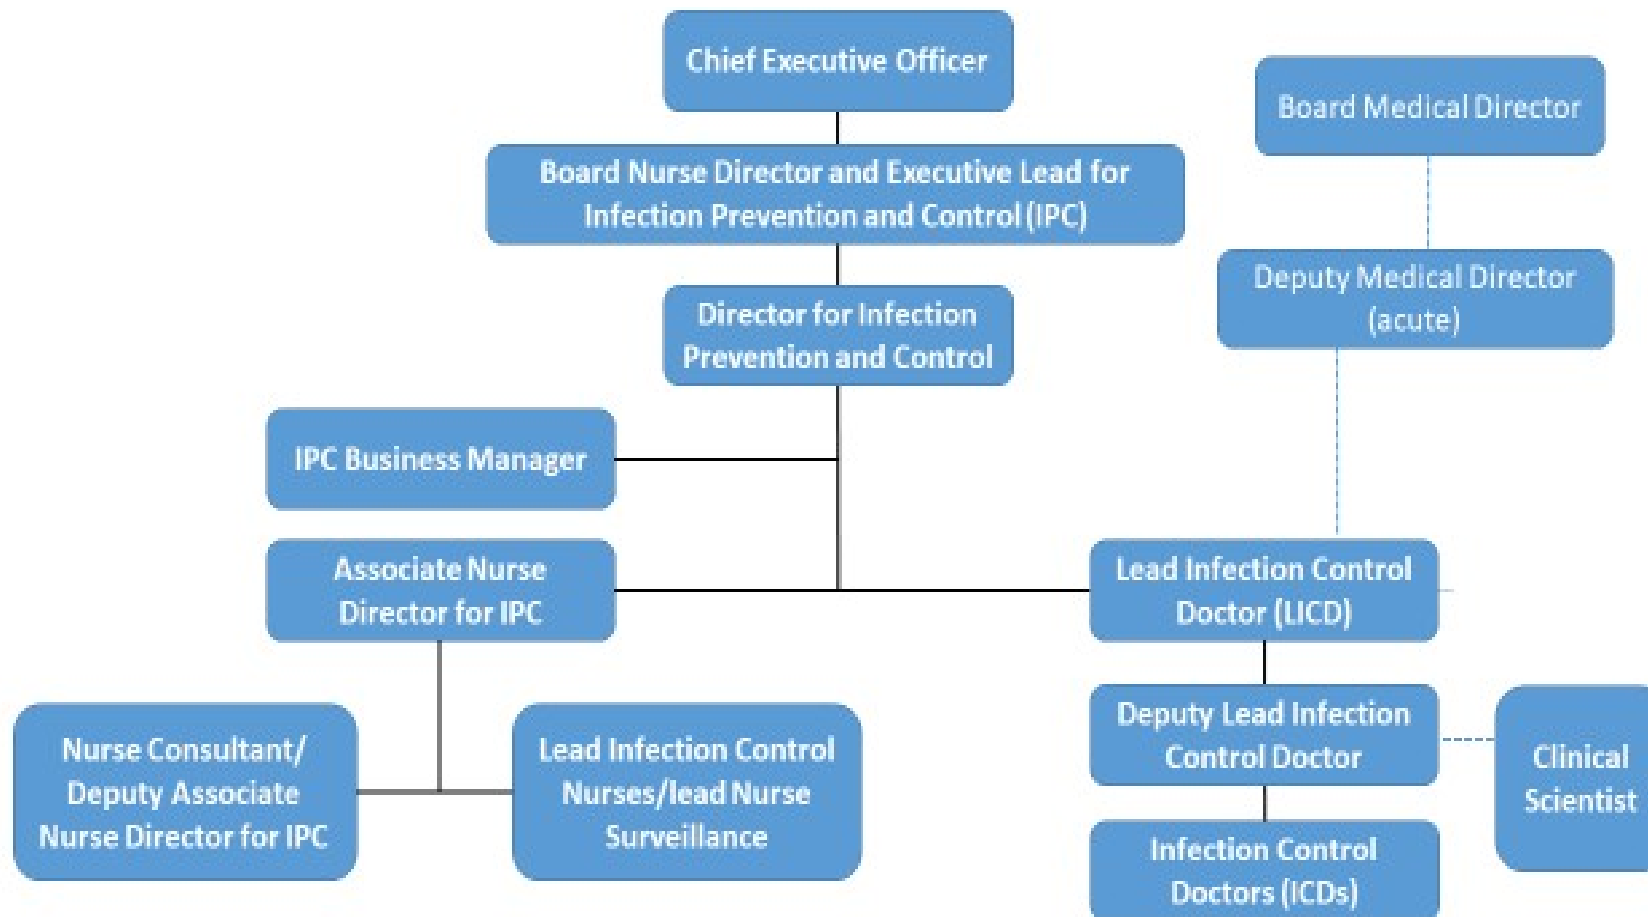 Chief Executive Officer
Board Medical Director
Board Nurse Director and Executive Lead for
Infection Prevention and Control (IPC)
Deputy Medical Director
(acute)
Director for Infection
Prevention and Control
IPC Business Manager
Associate Nurse
Director for IPC
Lead Infection Control
Doctor (LICD)
Nurse Consultant/
Deputy Associate
Nurse Director for IPC
Lead Infection Control
Nurses/lead Nurse
Surveillance
Deputy Lead Infection
Control Doctor
Clinical
Scientist
Infection Control
Doctors (ICDs)